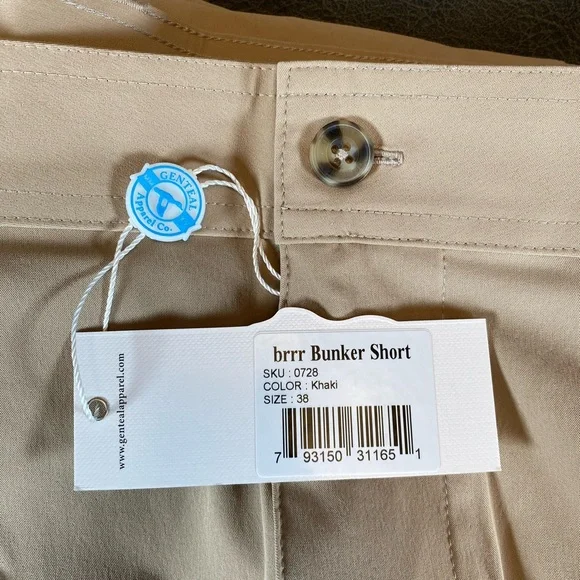 GENTEAL
Apparel Co.
www.gentealapparel.com
brrr Bunker Short
SKU : 0728
COLOR : Khaki
SIZE : 38
7 93150 31165 1